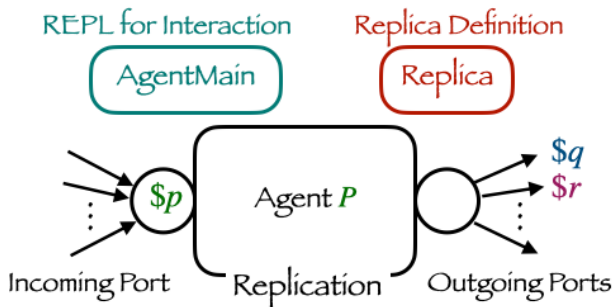 REPL for Interaction
Replica Definition
AgentMain
Replica
$p
Agent P
$q
$r
Incoming Port
Replication
Outgoing Ports